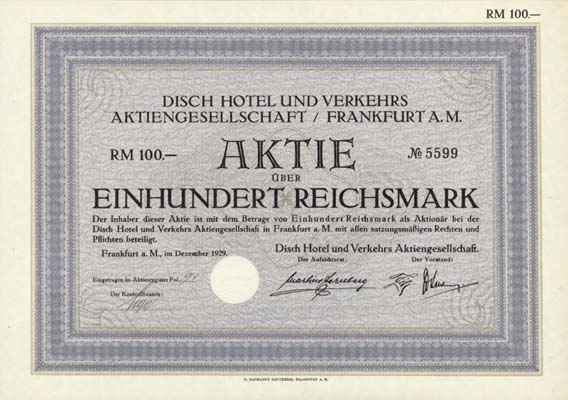 RM 100.—
DISCH HOTEL UND VERKEHRS
AKTIENGESELLSCHAFT / FRANKFURT A. M.
RM 100.— AKTIE № 5599
ÜBER
EINHUNDERT REICHSMARK
Der Inhaber dieser Aktie ist mit dem Betrage von Einhundert Reichsmark als Aktionär bei der
Disch Hotel und Verkehrs Aktiengesellschaft in Frankfurt a. M. mit allen satzungsmäßigen Rechten und
Pflichten beteiligt.
Frankfurt a. M., im Dezember 1929.
Disch Hotel und Verkehrs Aktiengesellschaft.
Der Aufsichtsrat: Der Vorstand:
Eingetragen im Aktienregister Fol. 91
Der Kontrollbeamte:
FRANKFURT A. M.